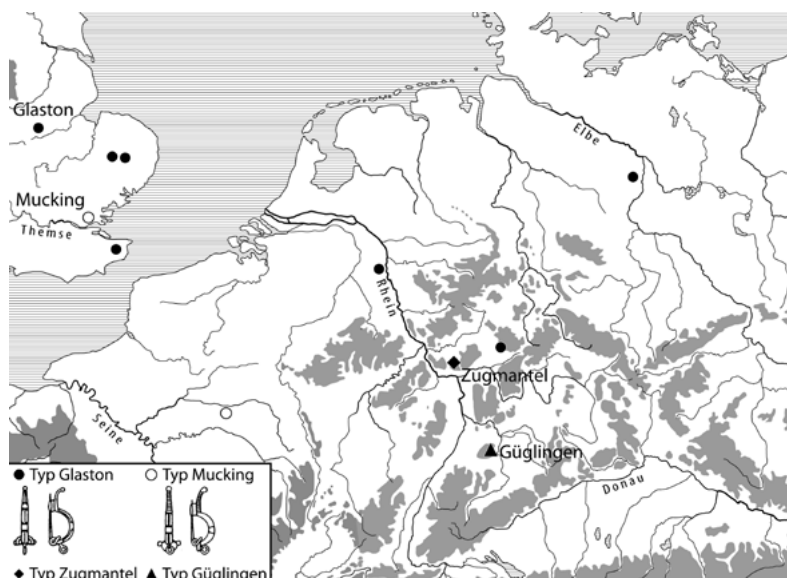 Glaston
Elbe
Mucking
Themse
Rhein
Zugmantel
Seine
Güglingen
Donau
Typ Glaston Typ Mucking
Typ Zugmantel Typ Güglingen